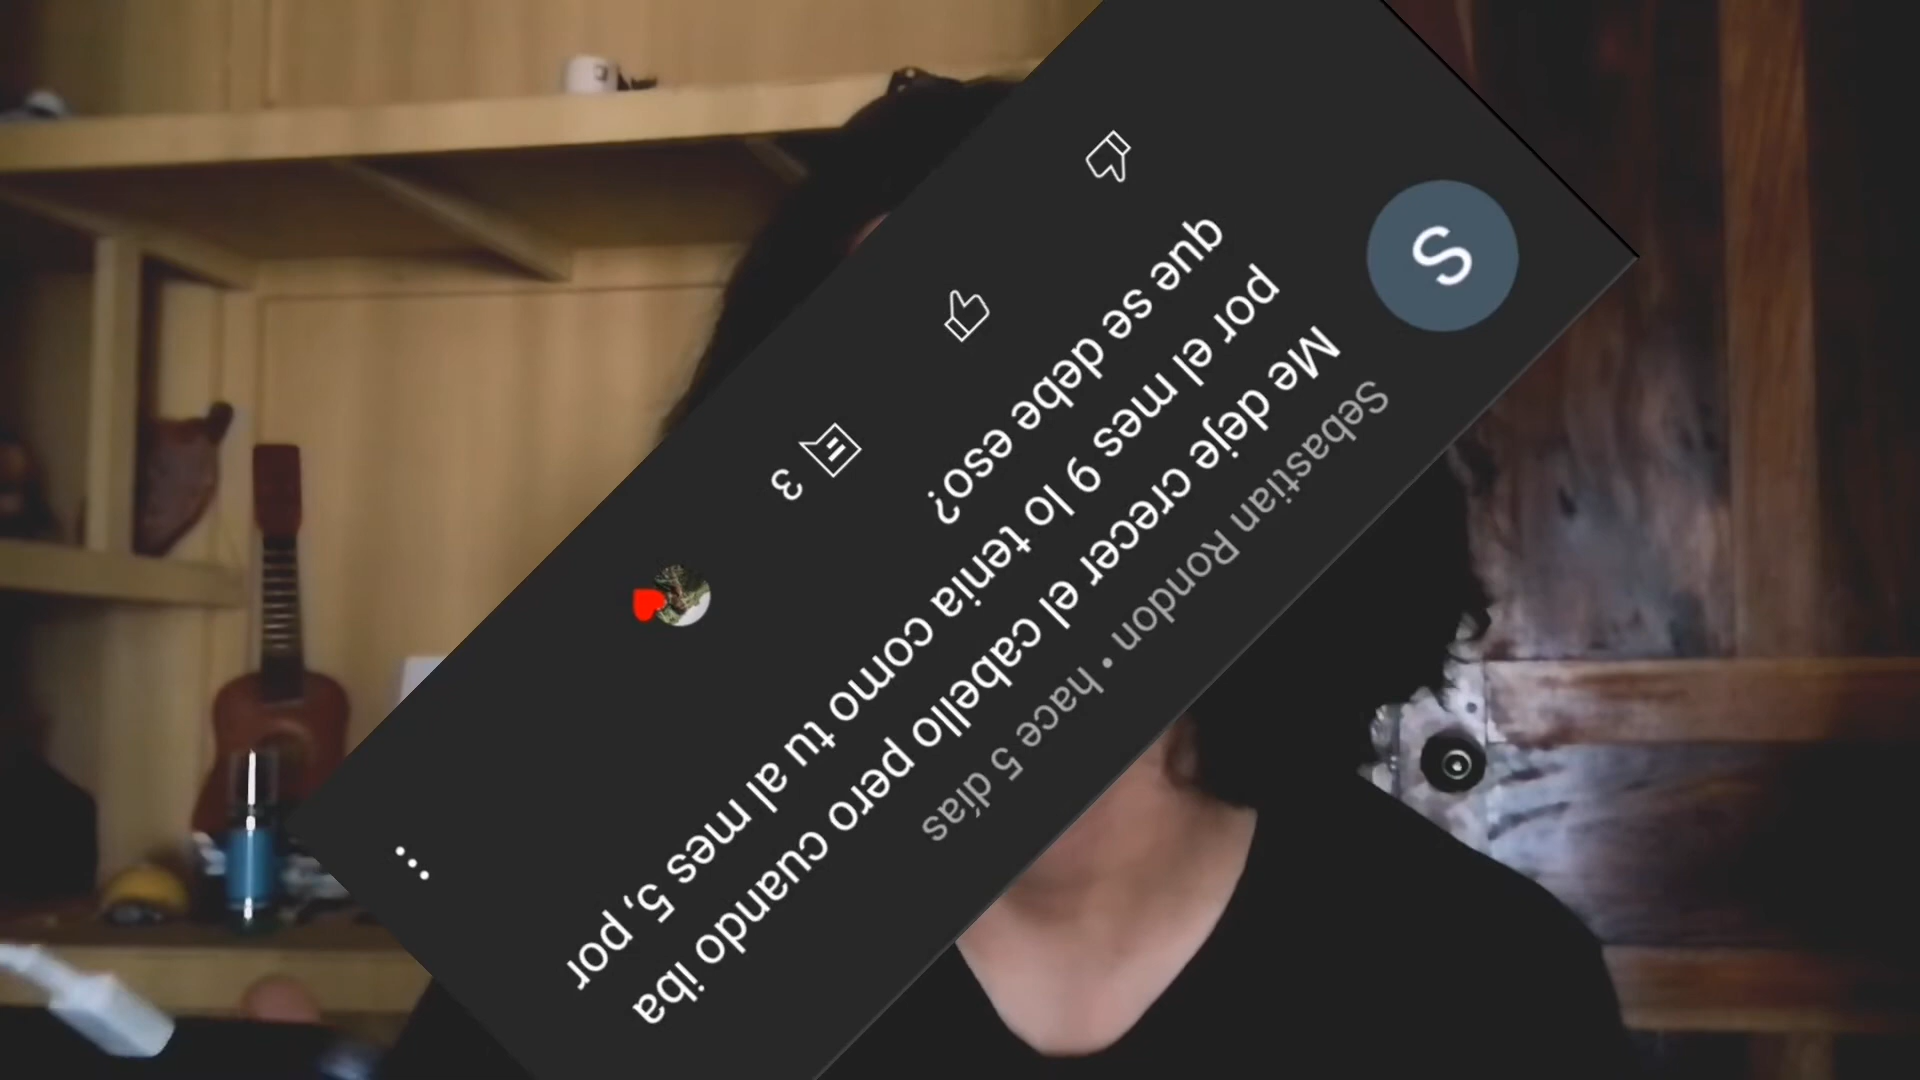 S
Sebastian Rondon • hace 5 días
Me deje crecer el cabello pero cuando iba
por el mes 9 lo tenia como tu al mes 5, por
que se debe eso?
3